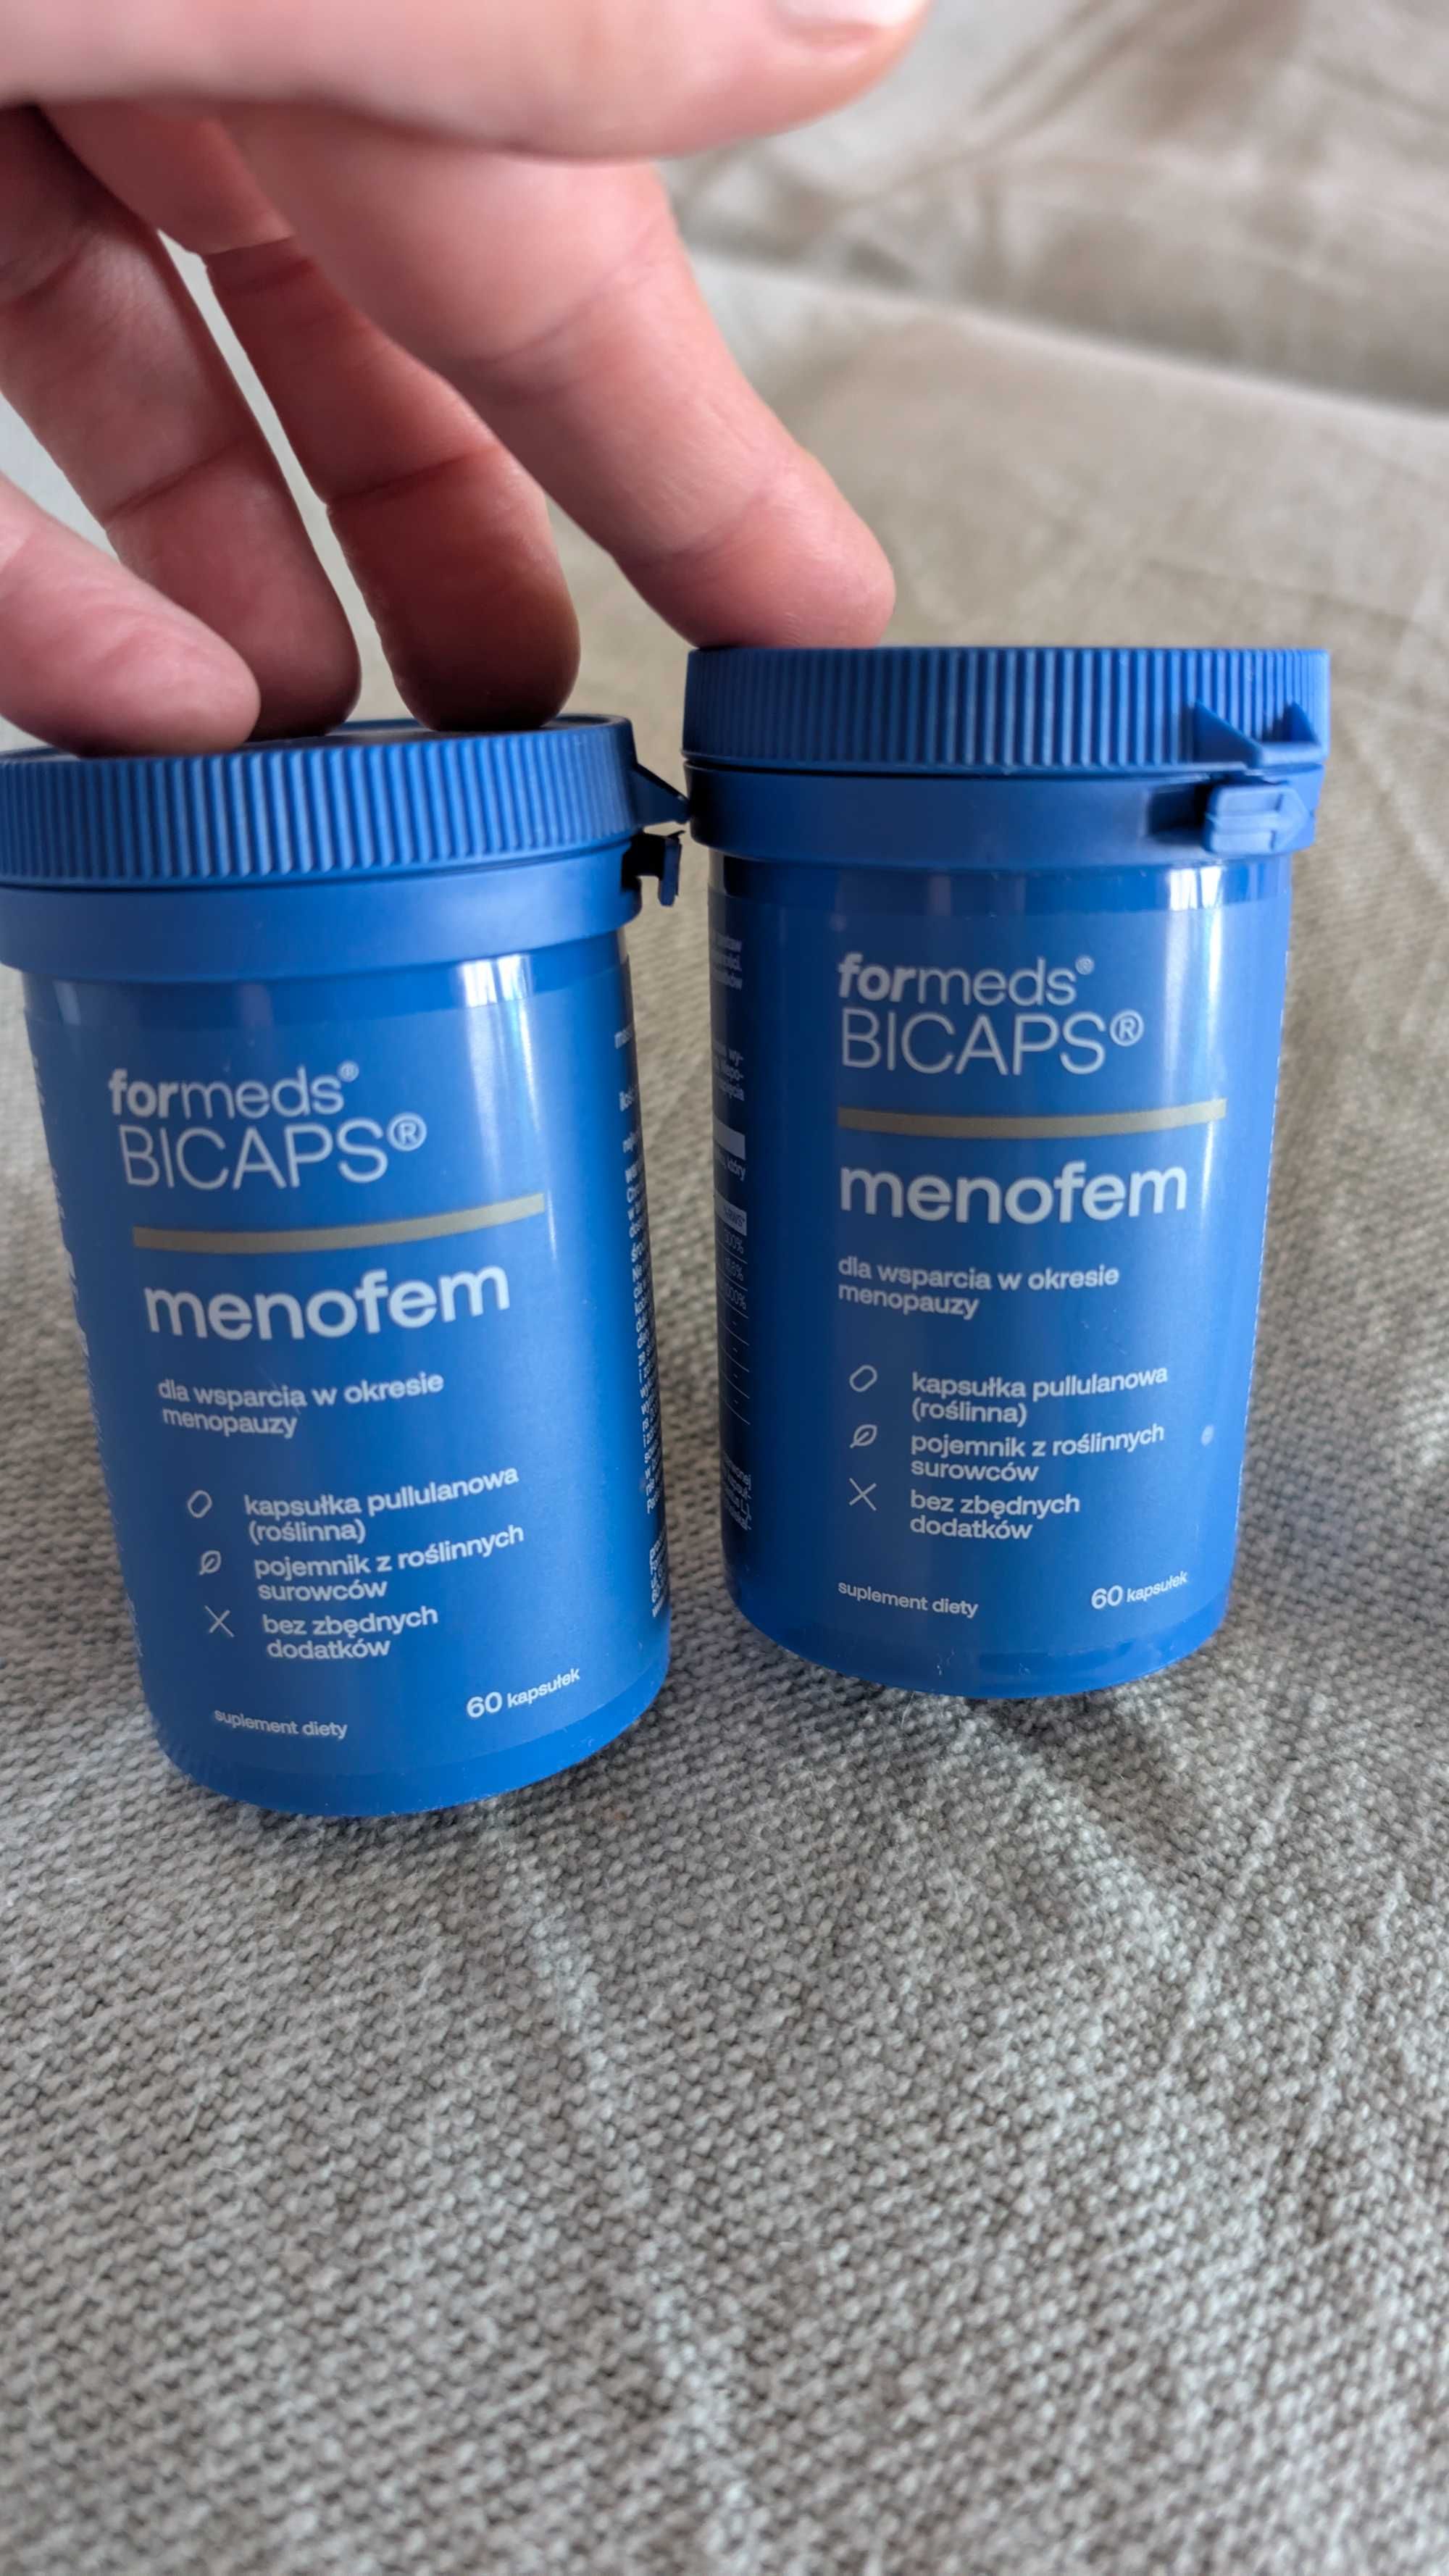 formeds®
BICAPS®
menofem
dla wsparcia w okresie
menopauzy
kapsułka pullulanowa
(roślinna)
pojemnik z roślinnych
surowców
bez zbędnych
dodatków
suplement diety
60 kapsułek
formeds®
BICAPS®
menofem
dla wsparcia w okresie
menopauzy
kapsułka pullulanowa
(roślinna)
pojemnik z roślinnych
surowców
bez zbędnych
dodatków
suplement diety
60 kapsułek